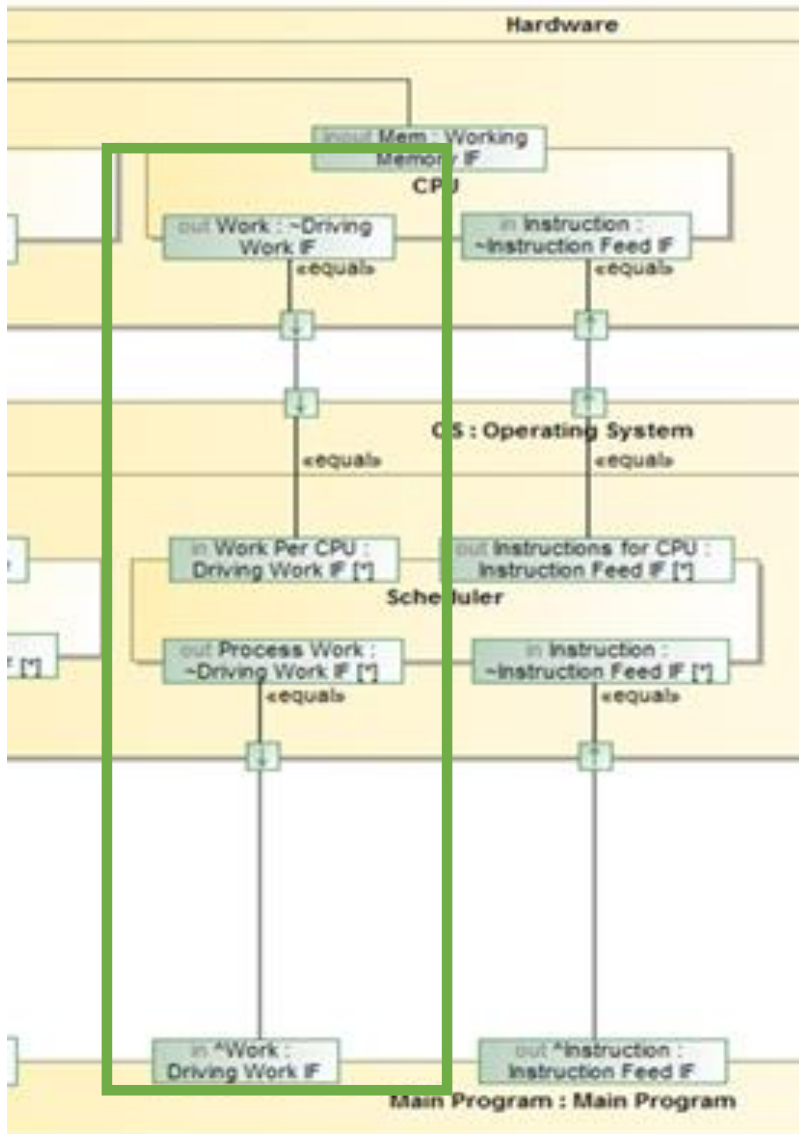 Hardware
inout Mem : Working
Memory IF
CPU
out Work : ~Driving
Work IF
in Instruction :
~Instruction Feed IF
«equal»
«equal»
OS : Operating System
«equal»
«equal»
in Work Per CPU :
Driving Work IF [*]
out Instructions for CPU :
Instruction Feed IF [*]
Scheduler
out Process Work :
~Driving Work IF [*]
in Instruction :
~Instruction Feed IF [*]
[*]
«equal»
«equal»
in ^Work :
Driving Work IF
out ^Instruction :
Instruction Feed IF
Main Program : Main Program